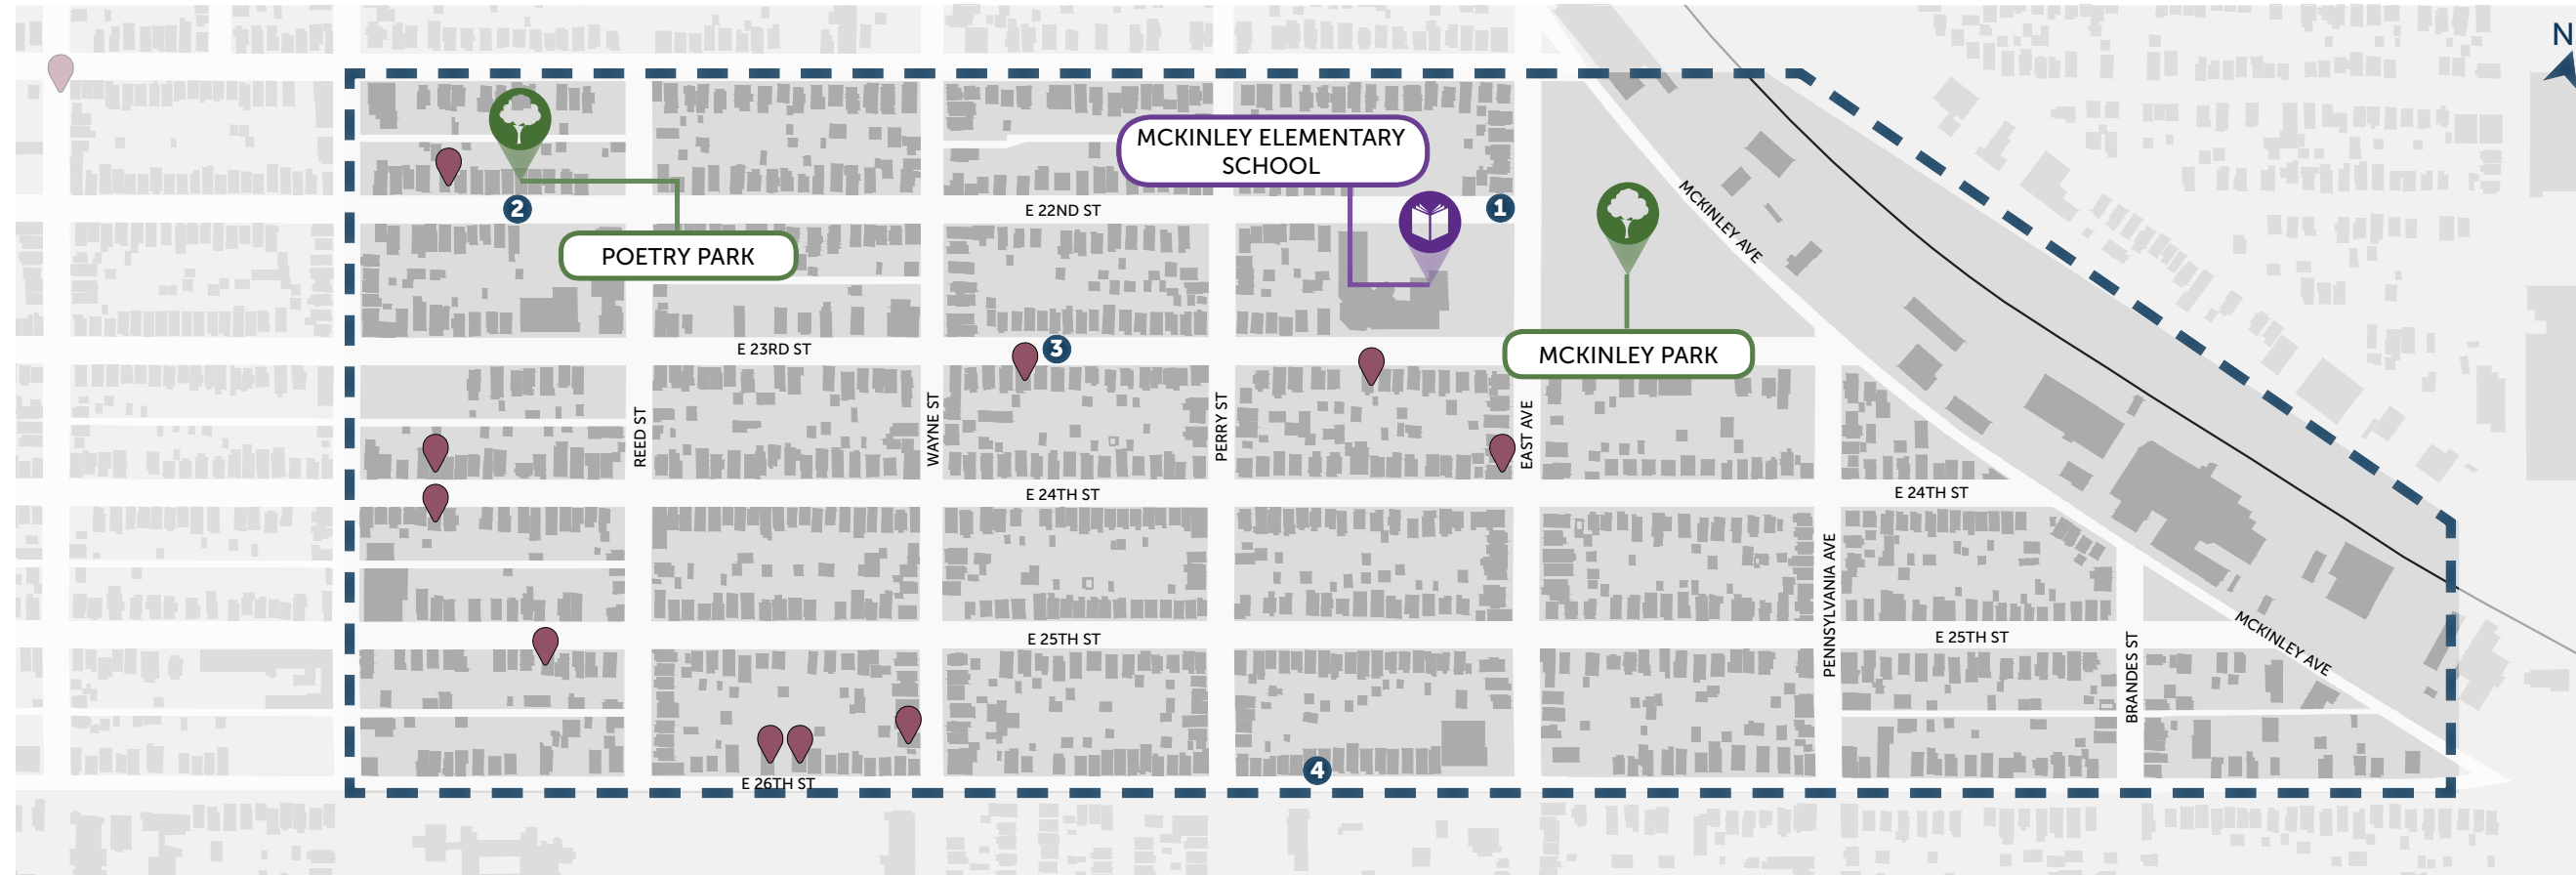 N
MCKINLEY ELEMENTARY
SCHOOL
MCKINLEY AVE
2
E 22ND ST
1
POETRY PARK
E 23RD ST
3
MCKINLEY PARK
REED ST
WAYNE ST
PERRY ST
EAST AVE
E 24TH ST
E 24TH ST
PENNSYLVANIA AVE
E 25TH ST
E 25TH ST
BRANDES ST
MCKINLEY AVE
4
E 26TH ST